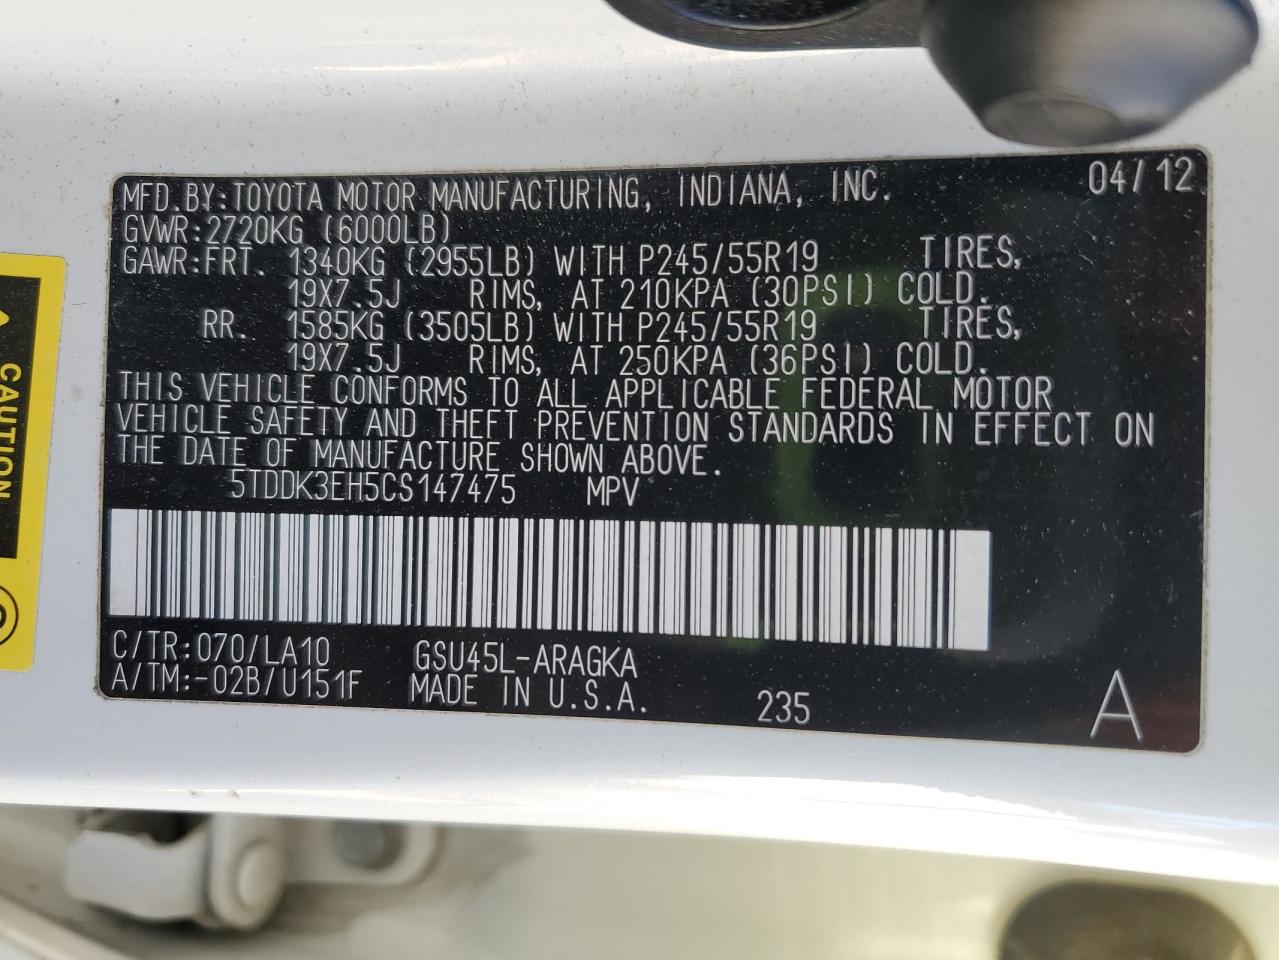 MFD. BY: TOYOTA MOTOR MANUFACTURING, INDIANA, INC. 04/12
GVWR: 2720KG (6000LB)
GAWR: FRT. 1340KG (2955LB) WITH P245/55R19 TIRES,
19X7.5J RIMS, AT 210KPA (30PSI) COLD.
RR. 1585KG (3505LB) WITH P245/55R19 TIRES,
19X7.5J RIMS, AT 250KPA (36PSI) COLD.
THIS VEHICLE CONFORMS TO ALL APPLICABLE FEDERAL MOTOR
VEHICLE SAFETY AND THEFT PREVENTION STANDARDS IN EFFECT ON
THE DATE OF MANUFACTURE SHOWN ABOVE.
5TDDK3EH5CS147475 MPV
C/TR: 070/LA10 GSU45L-ARAGKA
A/TM: -02B/U151F MADE IN U.S.A. 235 A
CAUTION